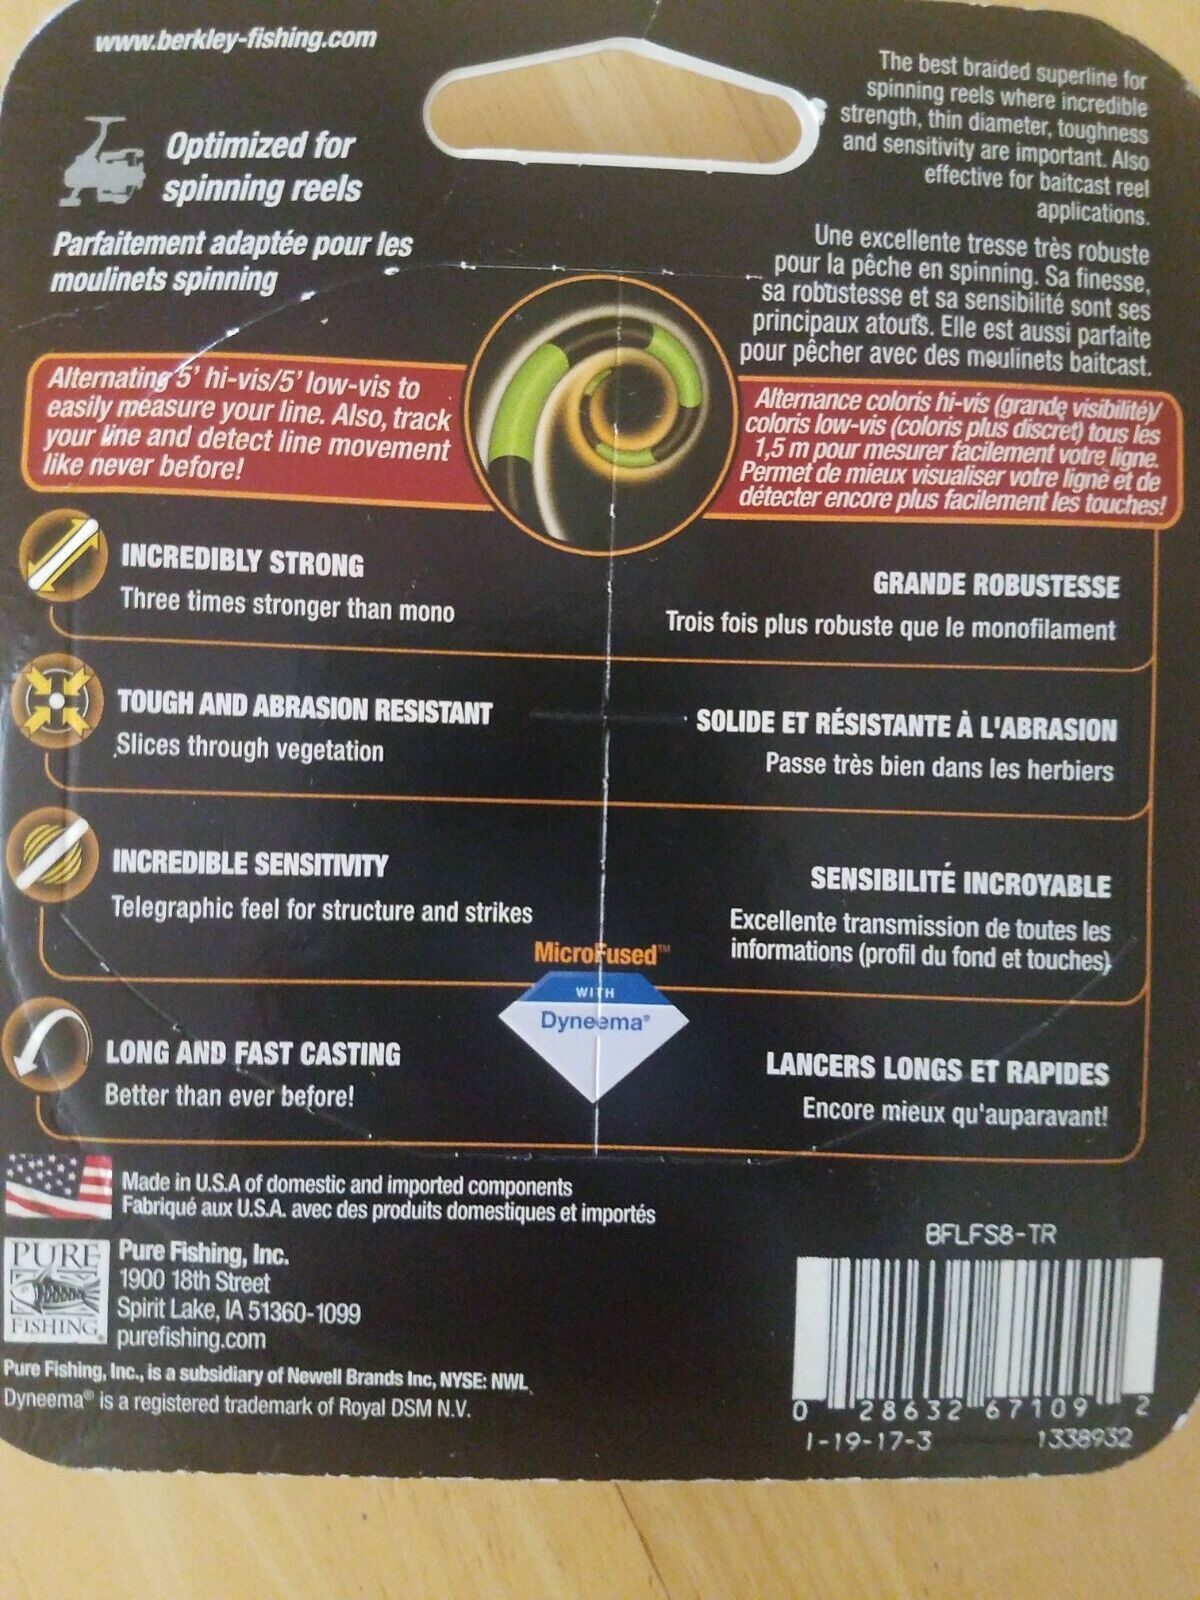 www.berkley-fishing.com
Optimized for
spinning reels
Parfaitement adaptée pour les
moulinets spinning
The best braided superline for
spinning reels where incredible
strength, thin diameter, toughness
and sensitivity are important. Also
effective for baitcast reel
applications.
Une excellente tresse très robuste
pour la pêche en spinning. Sa finesse,
sa robustesse et sa sensibilité sont ses
principaux atouts. Elle est aussi parfaite
pour pêcher avec des moulinets baitcast.
Alternating 5' hi-vis/5' low-vis to
easily measure your line. Also, track
your line and detect line movement
like never before!
Alternance coloris hi-vis (grande visibilité)/
coloris low-vis (coloris plus discret) tous les
1,5 m pour mesurer facilement votre ligne.
Permet de mieux visualiser votre ligne et de
détecter encore plus facilement les touches!
INCREDIBLY STRONG
Three times stronger than mono
GRANDE ROBUSTESSE
Trois fois plus robuste que le monofilament
TOUGH AND ABRASION RESISTANT
Slices through vegetation
SOLIDE ET RÉSISTANTE À L'ABRASION
Passe très bien dans les herbiers
INCREDIBLE SENSITIVITY
Telegraphic feel for structure and strikes
SENSIBILITÉ INCROYABLE
Excellente transmission de toutes les
informations (profil du fond et touches)
MicroFused™
WITH
Dyneema®
LONG AND FAST CASTING
Better than ever before!
LANCERS LONGS ET RAPIDES
Encore mieux qu'auparavant!
Made in U.S.A of domestic and imported components
Fabriqué aux U.S.A. avec des produits domestiques et importés
PURE
FISHING®
Pure Fishing, Inc.
1900 18th Street
Spirit Lake, IA 51360-1099
purefishing.com
Pure Fishing, Inc., is a subsidiary of Newell Brands Inc, NYSE: NWL
Dyneema® is a registered trademark of Royal DSM N.V.
BFLFS8-TR
0 28632 67109 2
1-19-17-3 1338932